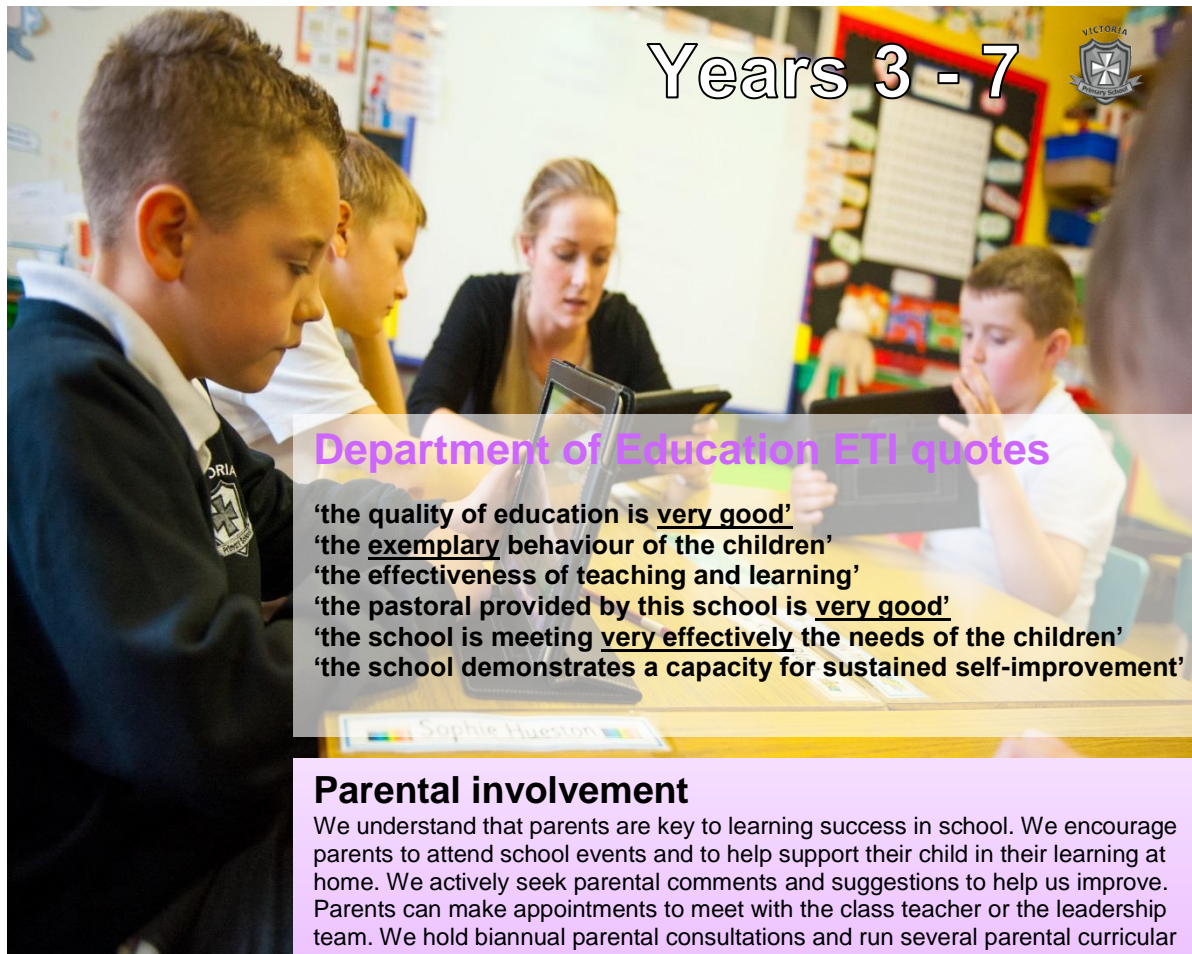 Years 3 - 7
VICTORIA
Primary School
Department of Education ETI quotes
‘the quality of education is very good’
‘the exemplary behaviour of the children’
‘the effectiveness of teaching and learning’
‘the pastoral provided by this school is very good’
‘the school is meeting very effectively the needs of the children’
‘the school demonstrates a capacity for sustained self-improvement’
ORIA
Primary School
Sophie Hueston
Parental involvement
We understand that parents are key to learning success in school. We encourage
parents to attend school events and to help support their child in their learning at
home. We actively seek parental comments and suggestions to help us improve.
Parents can make appointments to meet with the class teacher or the leadership
team. We hold biannual parental consultations and run several parental curricular